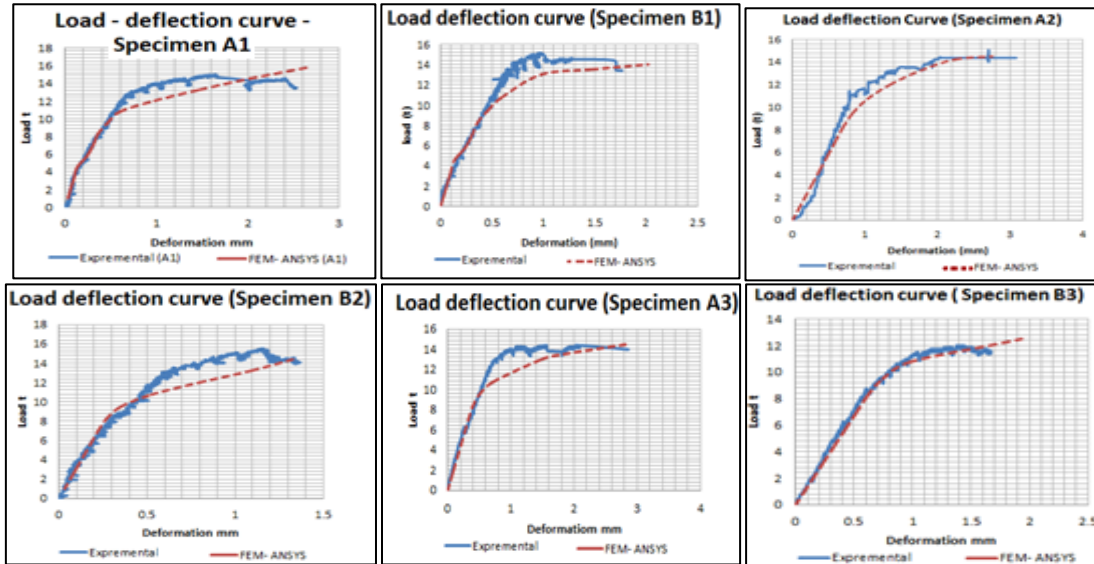 Load - deflection curve -
Specimen A1
18
16
14
12
10
8
6
4
2
0
Load t
0 1 2 3
Deformation mm
Expremental (A1) FEM- ANSYS (A1)
Load deflection curve (Specimen B1)
16
14
12
10
8
6
4
2
0
load (t)
0 0.5 1 1.5 2 2.5
Deformation (mm)
Expremental FEM- ANSYS
Load deflection Curve (Specimen A2)
16
14
12
10
8
6
4
2
0
Load (t)
0 1 2 3 4
Deformation (mm)
Expremental FEM- ANSYS
Load deflection curve (Specimen B2)
18
16
14
12
10
8
6
4
2
0
Load t
0 0.5 1 1.5
Deformation mm
Expremental FEM- ANSYS
Load deflection curve (Specimen A3)
16
14
12
10
8
6
4
2
0
Load t
0 1 2 3 4
Deformatiom mm
Expremental FEM- ANSYS
Load deflection curve ( Specimen B3)
14
12
10
8
6
4
2
0
Load t
0 0.5 1 1.5 2 2.5
Deformation mm
Expremental FEM- ANSYS